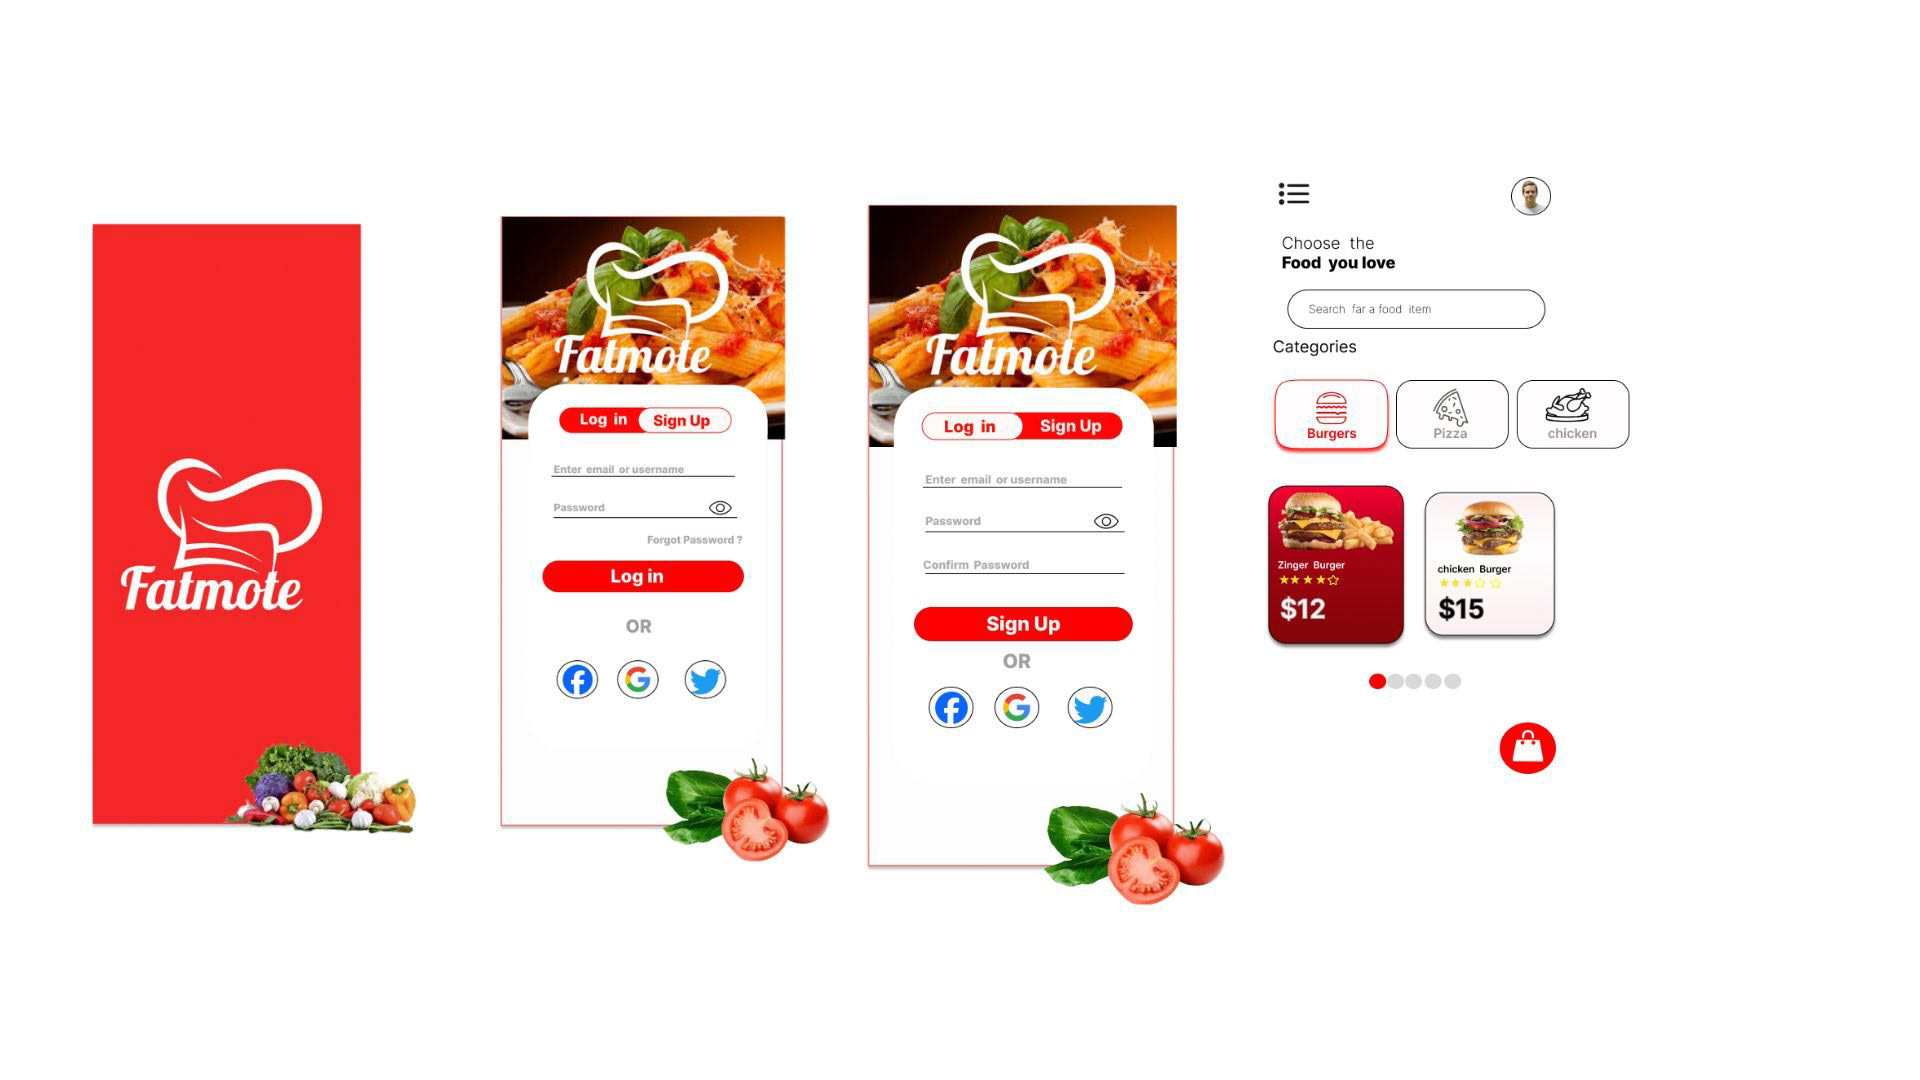 Fatmote
Fatmote
Log in Sign Up
Enter email or username
Password
Forgot Password ?
Log in
OR
Fatmote
Log in Sign Up
Enter email or username
Password
Confirm Password
Sign Up
OR
Choose the
Food you love
Search far a food item
Categories
Burgers Pizza chicken
Zinger Burger
$12
chicken Burger
$15